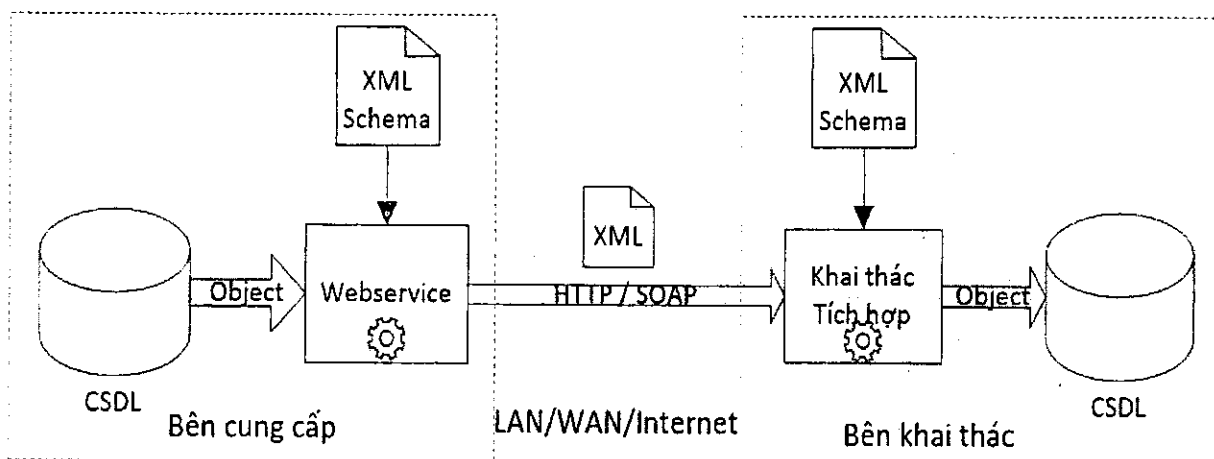 XML
Schema
XML
Schema
XML
Object
Webservice
HTTP / SOAP
Khai thác
Tích hợp
Object
CSDL
CSDL
Bên cung cấp
LAN/WAN/Internet
Bên khai thác